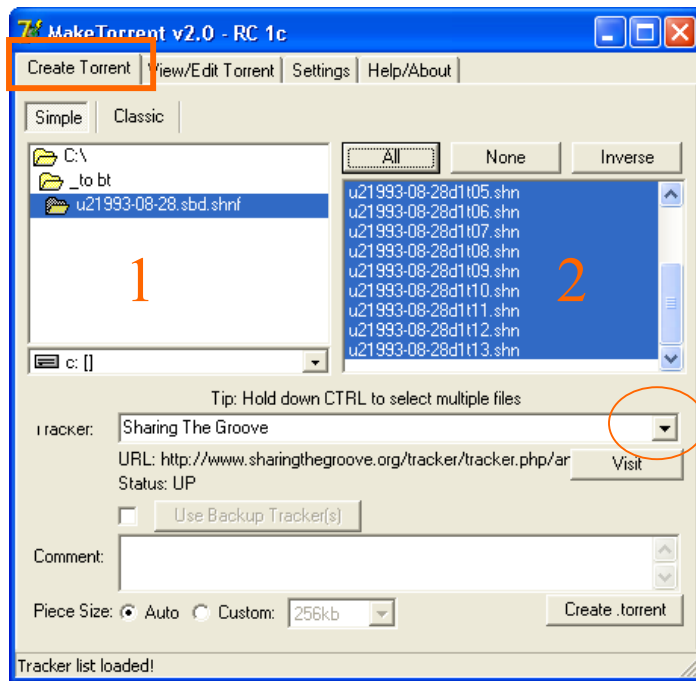 MakeTorrent v2.0 - RC 1c
Create Torrent View/Edit Torrent Settings Help/About
Simple Classic
C:\
_to bt
u21993-08-28.sbd.shnf
1
c: []
All None Inverse
u21993-08-28d1t05.shn
u21993-08-28d1t06.shn
u21993-08-28d1t07.shn
u21993-08-28d1t08.shn
u21993-08-28d1t09.shn
u21993-08-28d1t10.shn
u21993-08-28d1t11.shn
u21993-08-28d1t12.shn
u21993-08-28d1t13.shn
2
Tip: Hold down CTRL to select multiple files
Tracker: Sharing The Groove
URL: http://www.sharingthegroove.org/tracker/tracker.php/an Visit
Status: UP
Use Backup Tracker(s)
Comment:
Piece Size: Auto Custom: 256kb Create .torrent
Tracker list loaded!